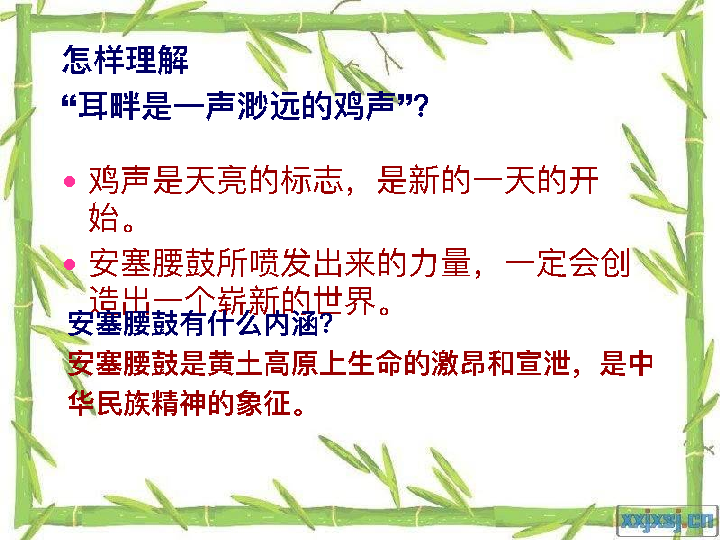 怎样理解
“耳畔是一声渺远的鸡声”?
• 鸡声是天亮的标志，是新的一天的开
始。
• 安塞腰鼓所喷发出来的力量，一定会创
造出一个崭新的世界。
安塞腰鼓有什么内涵?
安塞腰鼓是黄土高原上生命的激昂和宣泄，是中
华民族精神的象征。
xxjxsj.cn